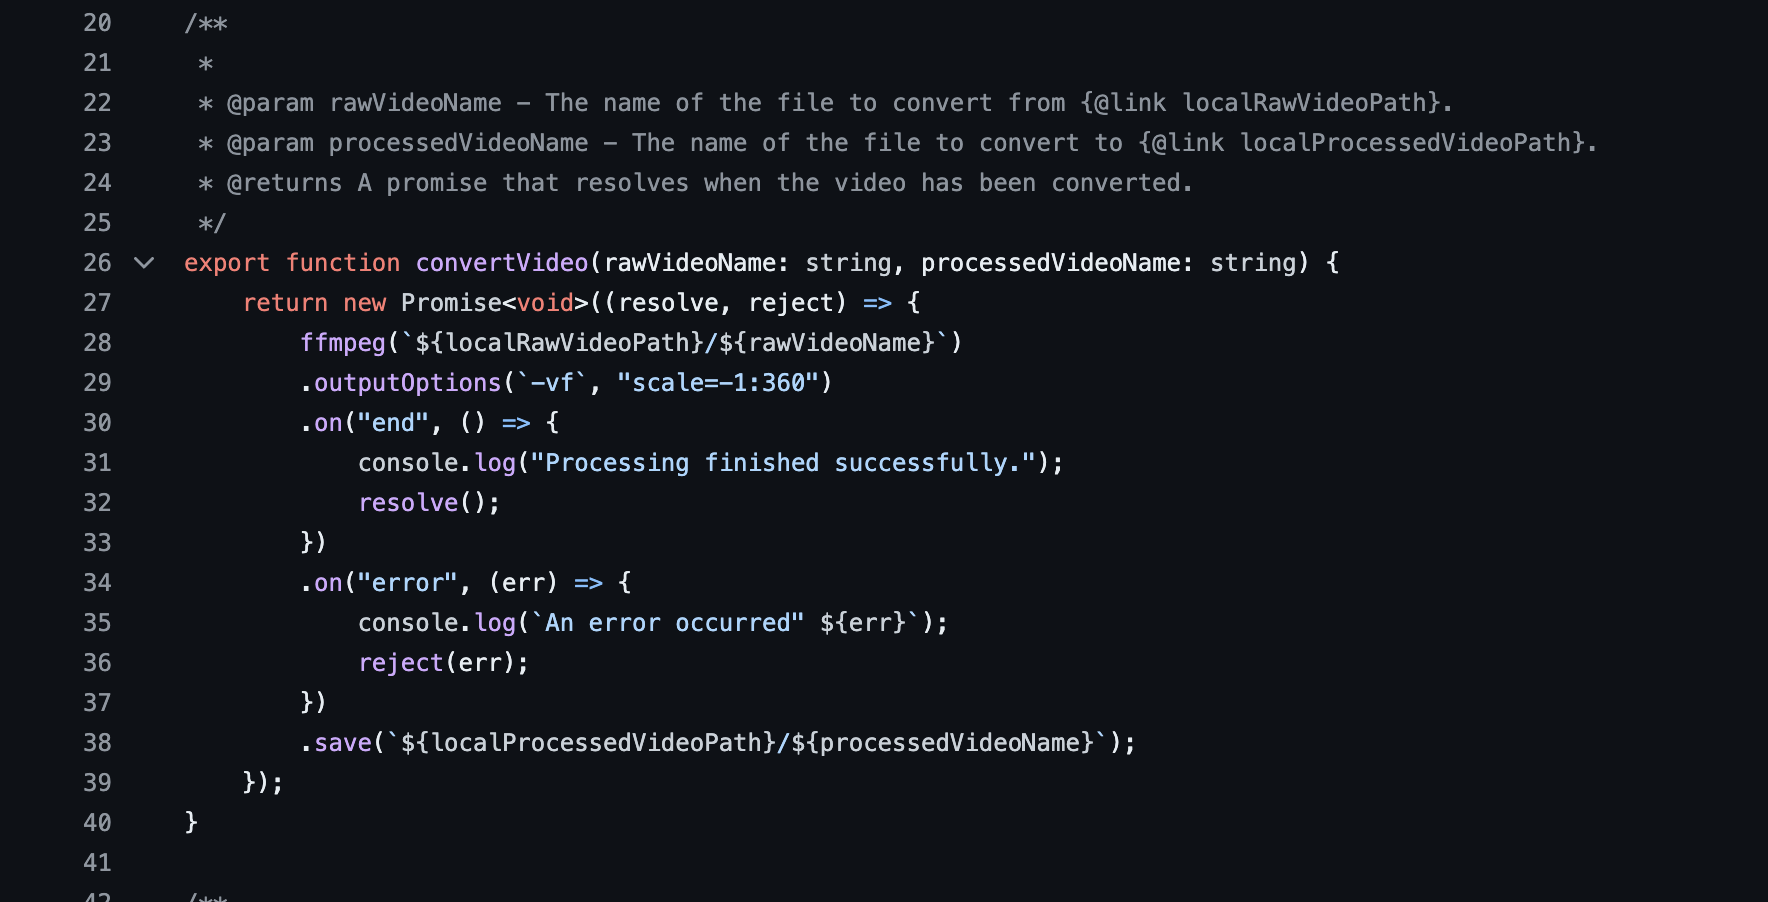 20 /**
21  *
22  * @param rawVideoName - The name of the file to convert from {@link localRawVideoPath}.
23  * @param processedVideoName - The name of the file to convert to {@link localProcessedVideoPath}.
24  * @returns A promise that resolves when the video has been converted.
25  */
26 export function convertVideo(rawVideoName: string, processedVideoName: string) {
27     return new Promise<void>((resolve, reject) => {
28         ffmpeg(`${localRawVideoPath}/${rawVideoName}`)
29         .outputOptions(`-vf`, "scale=-1:360")
30         .on("end", () => {
31             console.log("Processing finished successfully.");
32             resolve();
33         })
34         .on("error", (err) => {
35             console.log(`An error occurred" ${err}`);
36             reject(err);
37         })
38         .save(`${localProcessedVideoPath}/${processedVideoName}`);
39     });
40 }
41
42 /**